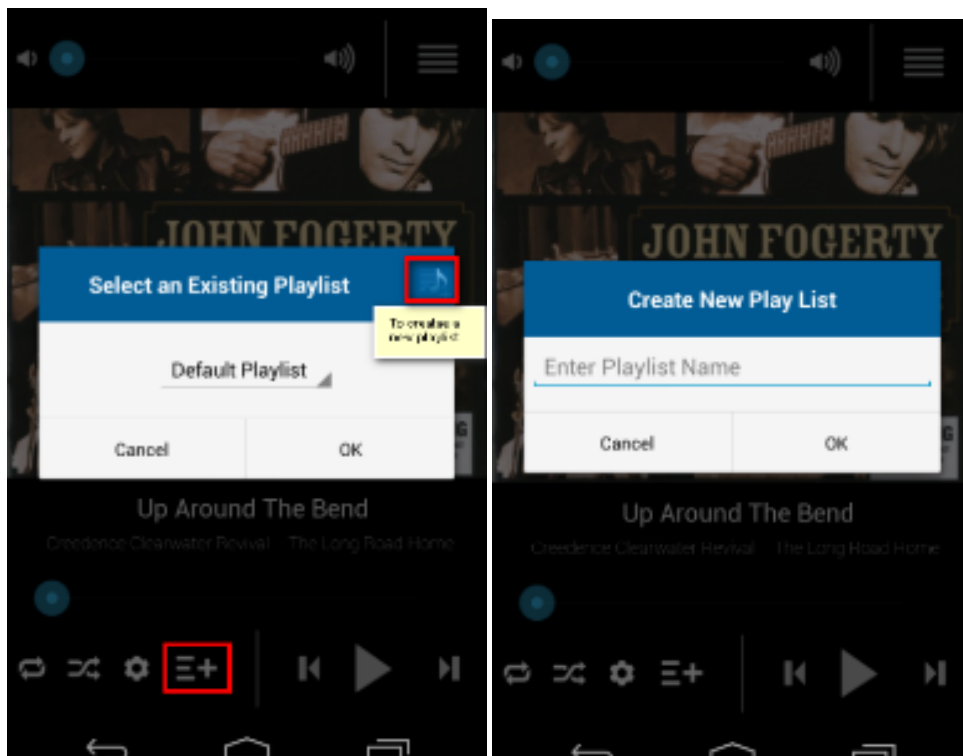 JOHN FOGERTY
Select an Existing Playlist
To create a
new playlist
Default Playlist
Cancel
OK
Up Around The Bend
Creedence Clearwater Revival The Long Road Home
JOHN FOGERTY
Create New Play List
Enter Playlist Name
Cancel
OK
Up Around The Bend
Creedence Clearwater Revival The Long Road Home